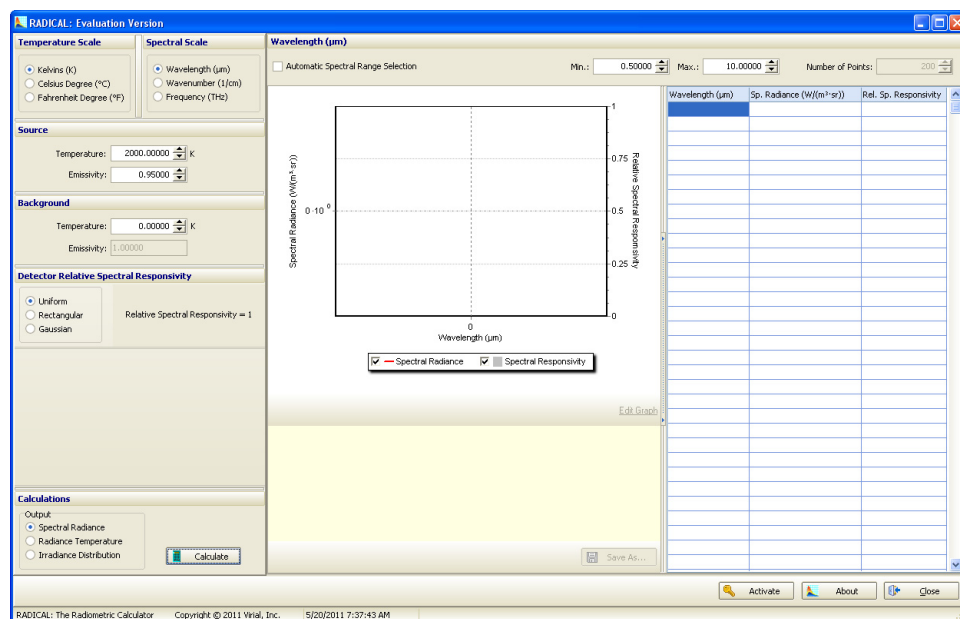 RADICAL: Evaluation Version
Temperature Scale
Kelvins (K)
Celsius Degree (°C)
Fahrenheit Degree (°F)
Spectral Scale
Wavelength (µm)
Wavenumber (1/cm)
Frequency (THz)
Source
Temperature: 2000.00000 K
Emissivity: 0.95000
Background
Temperature: 0.00000 K
Emissivity: 1.00000
Detector Relative Spectral Responsivity
Uniform
Rectangular
Gaussian
Relative Spectral Responsivity = 1
Calculations
Output
Spectral Radiance
Radiance Temperature
Irradiance Distribution
Calculate
Wavelength (µm)
Automatic Spectral Range Selection
Min.: 0.50000 Max.: 10.00000 Number of Points: 200
Spectral Radiance (W/(m³·sr))
0·10⁰
1
0.75
0.5
0.25
0
Relative Spectral Respomsivity
0
Wavelength (µm)
Spectral Radiance Spectral Responsivity
Edit Graph
Save As...
Wavelength (µm) Sp. Radiance (W/(m³·sr)) Rel. Sp. Responsivity
Activate About Close
RADICAL: The Radiometric Calculator Copyright © 2011 Virial, Inc. 5/20/2011 7:37:43 AM